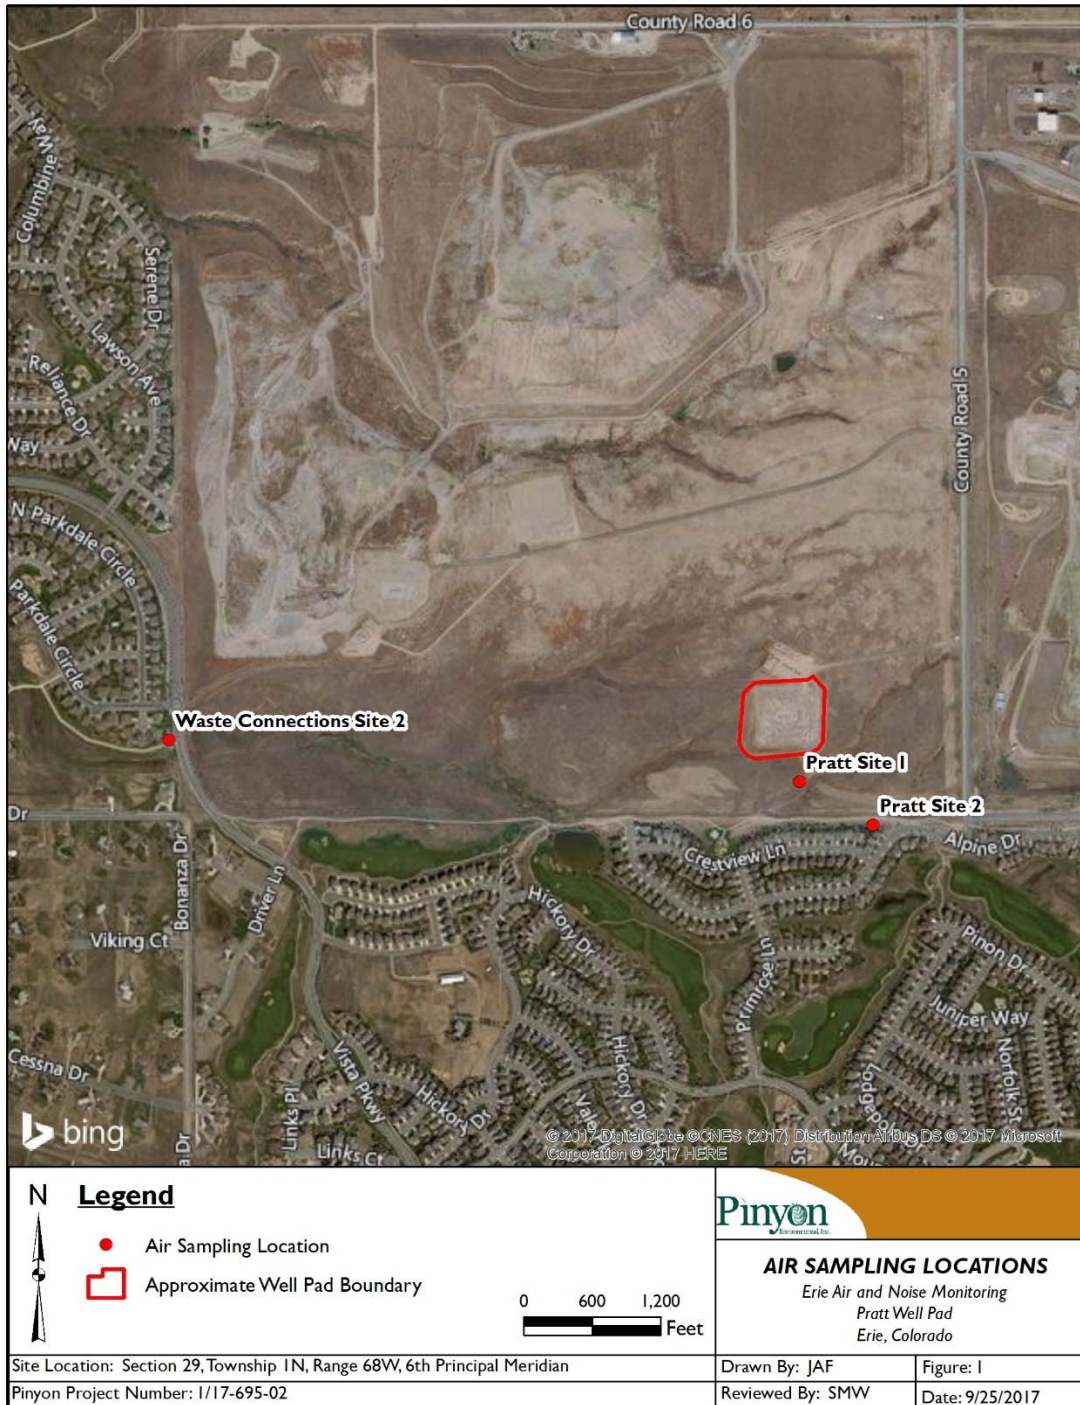 County Road 6
Columbine Way
Serene Dr
Lawson Ave
Reliance Dr
Way
County Road 5
N Parkdale Circle
Parkdale Circle
Waste Connections Site 2
Pratt Site 1
Pratt Site 2
Dr
Crestview Ln
Alpine Dr
Bonanza Dr
Driver Ln
Viking Ct
Hickory Dr
Primrose Ln
Pinon Dr
Juniper Way
Norfolk St
Cessna Dr
Vista Pkwy
Hickory Dr
Hickory Dr
Links Pl
Links Ct
a Dr
St
bing
© 2017 DigitalGlobe ©CNES (2017) Distribution Airbus DS © 2017 Microsoft
Corporation © 2017 HERE
N
Legend
Air Sampling Location
Approximate Well Pad Boundary
0 600 1,200
Feet
Pinyon
Environmental, Inc.
AIR SAMPLING LOCATIONS
Erie Air and Noise Monitoring
Pratt Well Pad
Erie, Colorado
Site Location: Section 29, Township 1N, Range 68W, 6th Principal Meridian
Drawn By: JAF
Figure: 1
Pinyon Project Number: 1/17-695-02
Reviewed By: SMW
Date: 9/25/2017